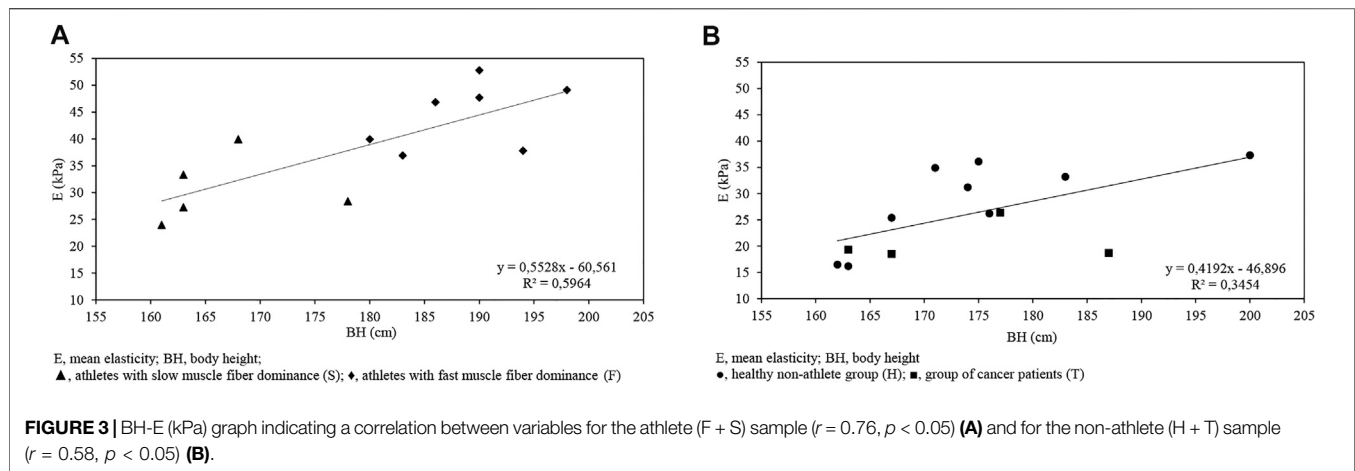 A
E (kPa)
55
50
45
40
35
30
25
20
15
10
155 160 165 170 175 180 185 190 195 200 205
BH (cm)
y = 0,5528x - 60,561
R² = 0,5964
E, mean elasticity; BH, body height;
▲, athletes with slow muscle fiber dominance (S); ♦, athletes with fast muscle fiber dominance (F)
B
E (kPa)
55
50
45
40
35
30
25
20
15
10
155 160 165 170 175 180 185 190 195 200 205
BH (cm)
y = 0,4192x - 46,896
R² = 0,3454
E, mean elasticity; BH, body height
●, healthy non-athlete group (H); ■, group of cancer patients (T)
FIGURE 3 | BH-E (kPa) graph indicating a correlation between variables for the athlete (F + S) sample (r = 0.76, p < 0.05) (A) and for the non-athlete (H + T) sample
(r = 0.58, p < 0.05) (B).